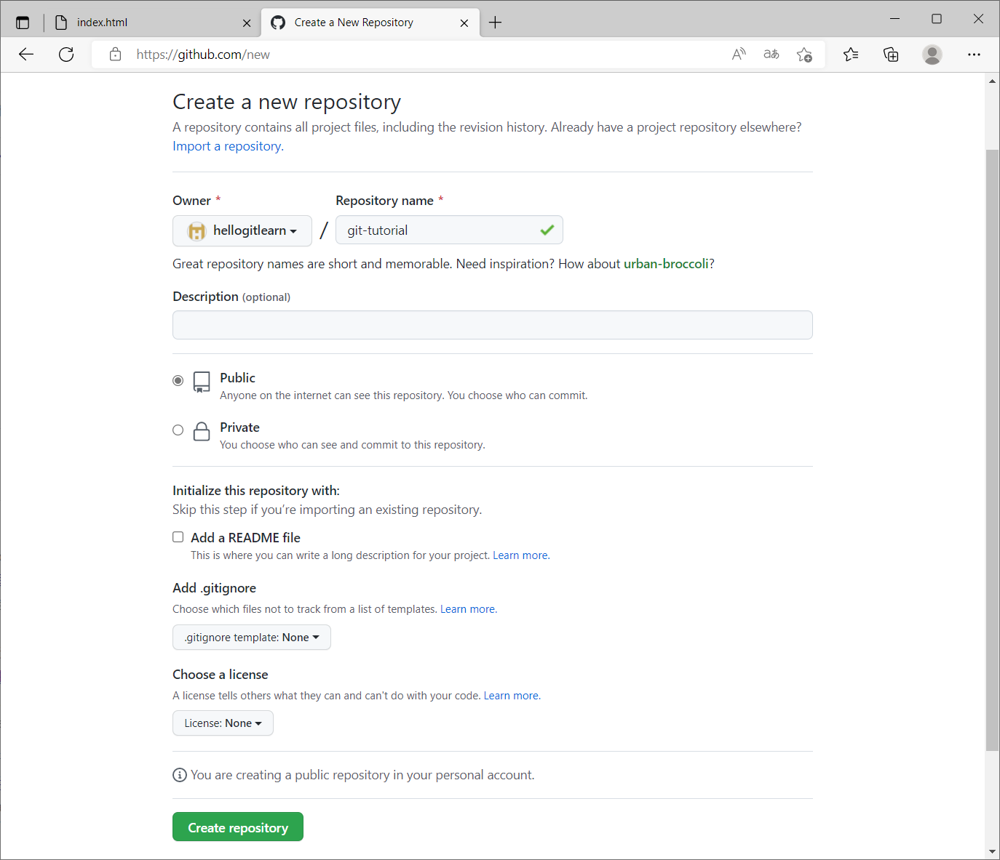 index.html
Create a New Repository
https://github.com/new
Create a new repository
A repository contains all project files, including the revision history. Already have a project repository elsewhere?
Import a repository.
Owner * Repository name *
hellogitlearn / git-tutorial
Great repository names are short and memorable. Need inspiration? How about urban-broccoli?
Description (optional)
Public
Anyone on the internet can see this repository. You choose who can commit.
Private
You choose who can see and commit to this repository.
Initialize this repository with:
Skip this step if you’re importing an existing repository.
Add a README file
This is where you can write a long description for your project. Learn more.
Add .gitignore
Choose which files not to track from a list of templates. Learn more.
.gitignore template: None
Choose a license
A license tells others what they can and can't do with your code. Learn more.
License: None
You are creating a public repository in your personal account.
Create repository